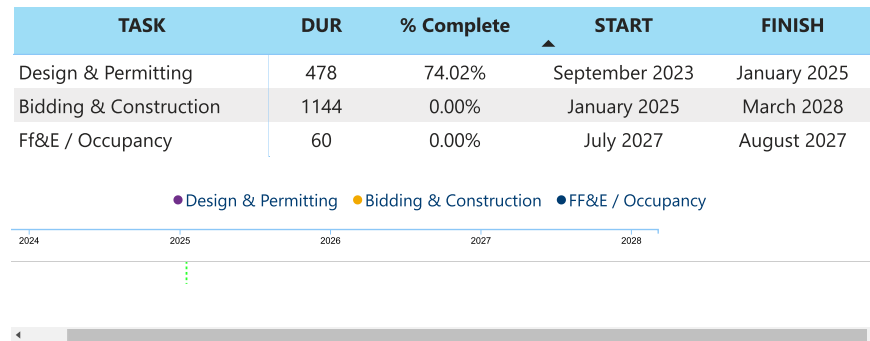 TASK DUR % Complete START FINISH
Design & Permitting 478 74.02% September 2023 January 2025
Bidding & Construction 1144 0.00% January 2025 March 2028
Ff&E / Occupancy 60 0.00% July 2027 August 2027
Design & Permitting Bidding & Construction FF&E / Occupancy
2024 2025 2026 2027 2028